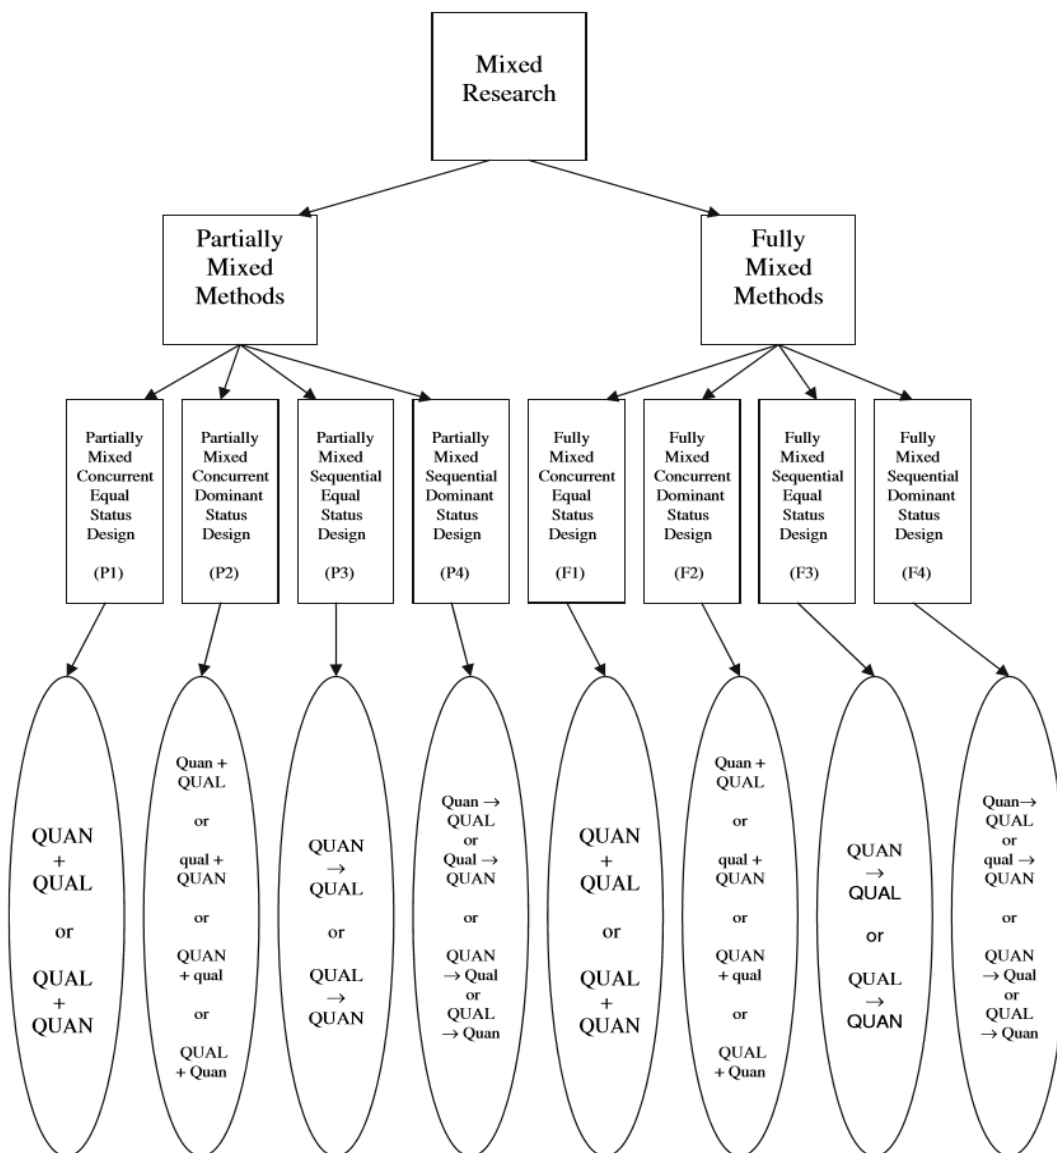 Mixed
Research
Partially
Mixed
Methods
Fully
Mixed
Methods
Partially
Mixed
Concurrent
Equal
Status
Design
(P1)
Partially
Mixed
Concurrent
Dominant
Status
Design
(P2)
Partially
Mixed
Sequential
Equal
Status
Design
(P3)
Partially
Mixed
Sequential
Dominant
Status
Design
(P4)
Fully
Mixed
Concurrent
Equal
Status
Design
(F1)
Fully
Mixed
Concurrent
Dominant
Status
Design
(F2)
Fully
Mixed
Sequential
Equal
Status
Design
(F3)
Fully
Mixed
Sequential
Dominant
Status
Design
(F4)
QUAN
+
QUAL
or
QUAL
+
QUAN
Quan +
QUAL
or
qual +
QUAN
or
QUAN
+ qual
or
QUAL
+ Quan
QUAN
→
QUAL
or
QUAL
→
QUAN
Quan →
QUAL
or
Qual →
QUAN
or
QUAN
→ Qual
or
QUAL
→ Quan
QUAN
+
QUAL
or
QUAL
+
QUAN
Quan +
QUAL
or
qual +
QUAN
or
QUAN
+ qual
or
QUAL
+ Quan
QUAN
→
QUAL
or
QUAL
→
QUAN
Quan→
QUAL
or
qual →
QUAN
or
QUAN
→ Qual
or
QUAL
→ Quan